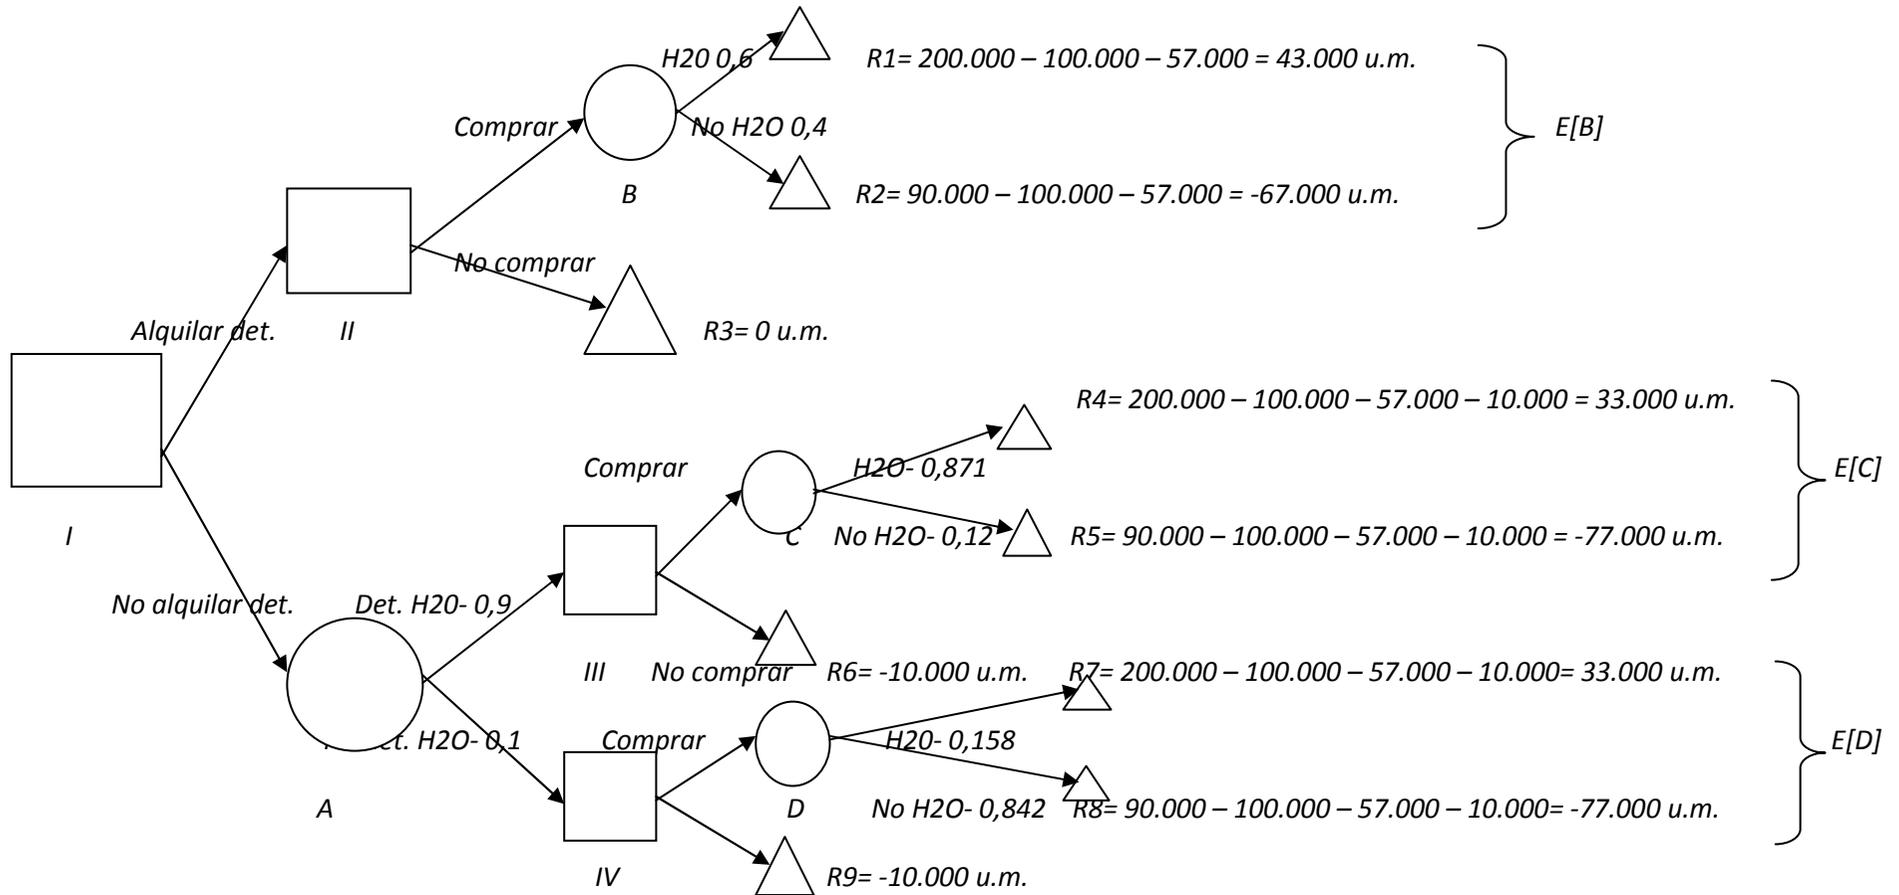 H20 0,6 R1= 200.000 – 100.000 – 57.000 = 43.000 u.m.
Comprar No H2O 0,4 E[B]
B R2= 90.000 – 100.000 – 57.000 = -67.000 u.m.
No comprar
Alquilar det. II R3= 0 u.m.
R4= 200.000 – 100.000 – 57.000 – 10.000 = 33.000 u.m.
Comprar H2O- 0,871 E[C]
I C No H2O- 0,12 R5= 90.000 – 100.000 – 57.000 – 10.000 = -77.000 u.m.
No alquilar det. Det. H20- 0,9
III No comprar R6= -10.000 u.m. R7= 200.000 – 100.000 – 57.000 – 10.000= 33.000 u.m.
H2O- 0,1 Comprar H20- 0,158 E[D]
A D No H2O- 0,842 R8= 90.000 – 100.000 – 57.000 – 10.000= -77.000 u.m.
IV R9= -10.000 u.m.